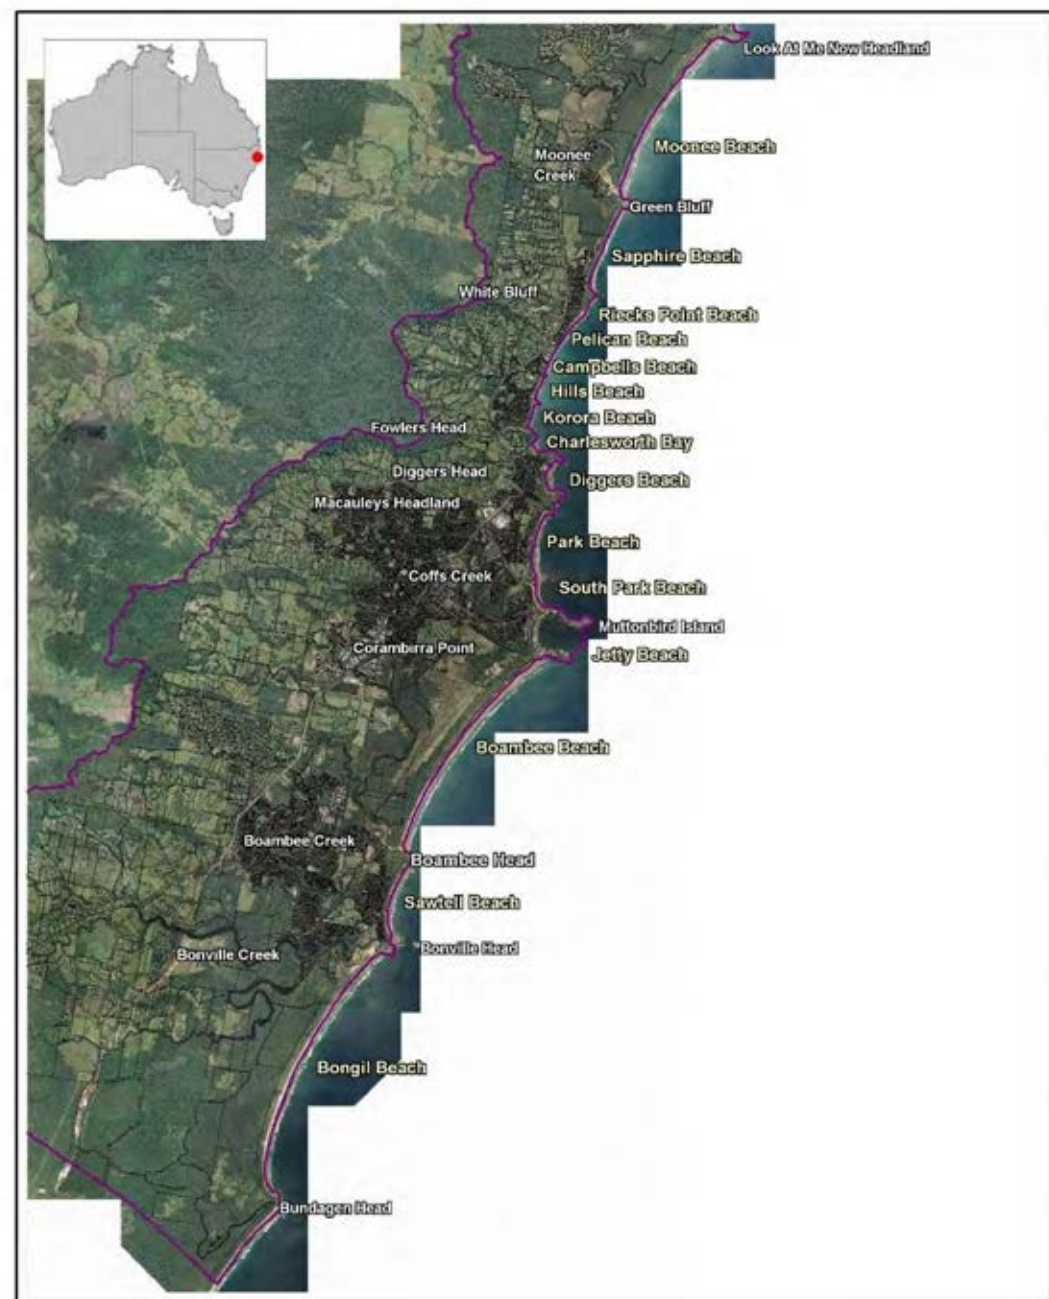 Look At Me Now Headland
Moonee Beach
Moonee
Creek
Green Bluff
Sapphire Beach
White Bluff
Riecks Point Beach
Pelican Beach
Campbells Beach
Hills Beach
Korora Beach
Fowlers Head
Charlesworth Bay
Diggers Head
Diggers Beach
Macauleys Headland
Park Beach
Coffs Creek
South Park Beach
Muttonbird Island
Corambirra Point
Jetty Beach
Boambee Beach
Boambee Creek
Boambee Head
Sawtell Beach
Bonville Head
Bonville Creek
Bongil Beach
Bundagen Head